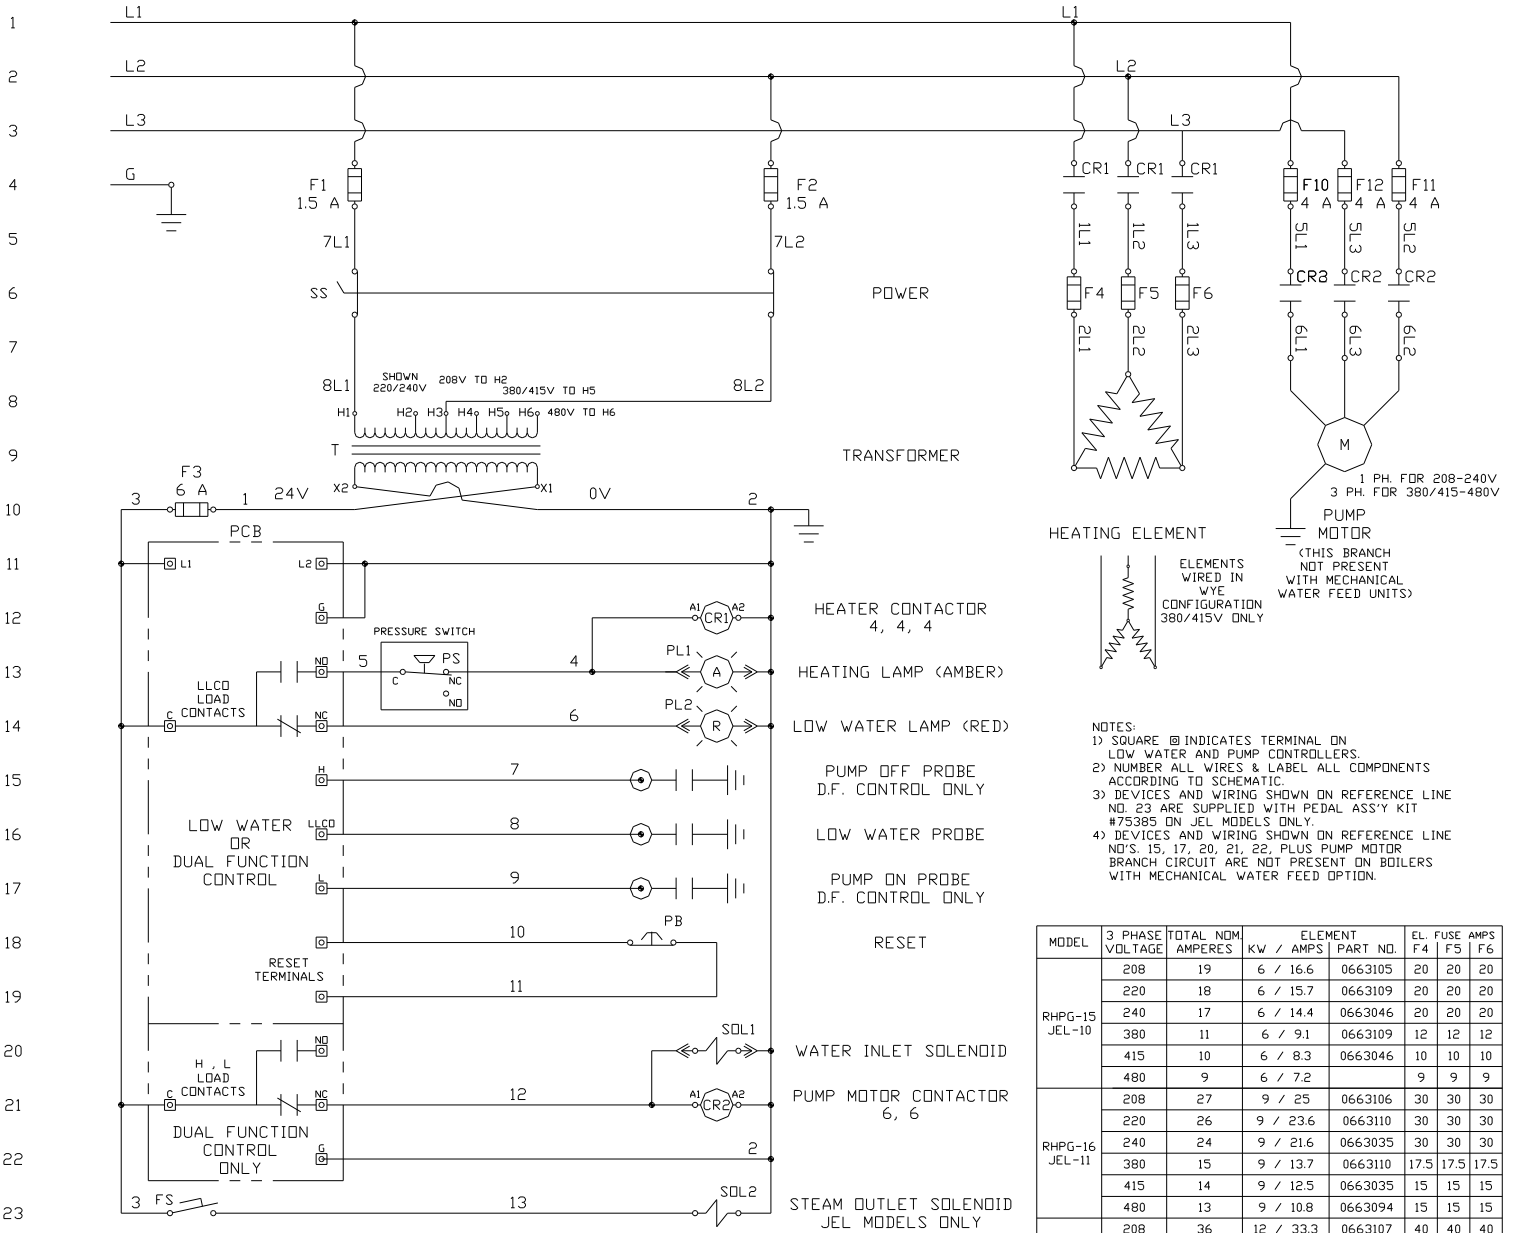 1
L1
L1
2
L2
L2
3
L3
L3
4
G
F1
1.5 A
F2
1.5 A
CR1
CR1
CR1
F10
4 A
F12
4 A
F11
4 A
5
7L1
7L2
1L1
1L2
1L3
5L1
5L3
5L2
6
SS
POWER
F4
F5
F6
CR2
CR2
7
2L1
2L2
2L3
6L1
6L3
6L2
8
8L1
SHOWN
220/240V
208V TO H2
380/415V TO H5
8L2
H1
H2
H3
H4
H5
H6
480V TO H6
9
T
TRANSFORMER
M
1 PH. FOR 208-240V
3 PH. FOR 380/415-480V
PUMP
MOTOR
(THIS BRANCH
NOT PRESENT
WITH MECHANICAL
WATER FEED UNITS)
10
3
F3
6 A
1
24V
X2
X1
0V
2
HEATING ELEMENT
ELEMENTS
WIRED IN
WYE
CONFIGURATION
380/415V ONLY
PCB
11
L1
L2
12
G
A1
CR1
A2
HEATER CONTACTOR
4, 4, 4
13
LLCO
LOAD
CONTACTS
NO
5
PRESSURE SWITCH
PS
C
NC
NO
4
PL1
A
HEATING LAMP (AMBER)
14
C
NC
6
PL2
R
LOW WATER LAMP (RED)
15
H
7
PUMP OFF PROBE
D.F. CONTROL ONLY
16
LOW WATER
OR
DUAL FUNCTION
CONTROL
LLCO
8
LOW WATER PROBE
17
L
9
PUMP ON PROBE
D.F. CONTROL ONLY
18
10
PB
RESET
RESET
TERMINALS
19
11
20
NO
SOL1
WATER INLET SOLENOID
H , L
LOAD
CONTACTS
21
C
NC
12
A1
CR2
A2
PUMP MOTOR CONTACTOR
6, 6
DUAL FUNCTION
CONTROL
ONLY
22
G
2
23
3
FS
13
SOL2
STEAM OUTLET SOLENOID
JEL MODELS ONLY
NOTES:
1) SQUARE INDICATES TERMINAL ON
LOW WATER AND PUMP CONTROLLERS.
2) NUMBER ALL WIRES & LABEL ALL COMPONENTS
ACCORDING TO SCHEMATIC.
3) DEVICES AND WIRING SHOWN ON REFERENCE LINE
NO. 23 ARE SUPPLIED WITH PEDAL ASS'Y KIT
#75385 ON JEL MODELS ONLY.
4) DEVICES AND WIRING SHOWN ON REFERENCE LINE
NO'S. 15, 17, 20, 21, 22, PLUS PUMP MOTOR
BRANCH CIRCUIT ARE NOT PRESENT ON BOILERS
WITH MECHANICAL WATER FEED OPTION.
MODEL 3 PHASE VOLTAGE TOTAL NOM. AMPERES ELEMENT KW / AMPS PART NO. EL. FUSE AMPS F4 F5 F6
RHPG-15
JEL-10
208 19 6 / 16.6 0663105 20 20 20
220 18 6 / 15.7 0663109 20 20 20
240 17 6 / 14.4 0663046 20 20 20
380 11 6 / 9.1 0663109 12 12 12
415 10 6 / 8.3 0663046 10 10 10
480 9 6 / 7.2 9 9 9
RHPG-16
JEL-11
208 27 9 / 25 0663106 30 30 30
220 26 9 / 23.6 0663110 30 30 30
240 24 9 / 21.6 0663035 30 30 30
380 15 9 / 13.7 0663110 17.5 17.5 17.5
415 14 9 / 12.5 0663035 15 15 15
480 13 9 / 10.8 0663094 15 15 15
208 36 12 / 33.3 0663107 40 40 40